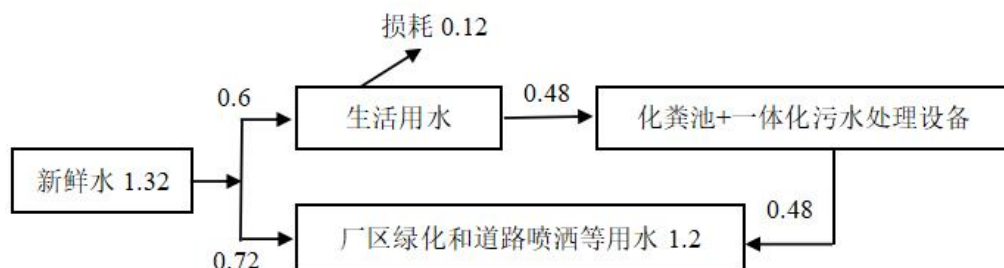 损耗 0.12
0.6
生活用水
0.48
化粪池+一体化污水处理设备
新鲜水 1.32
厂区绿化和道路喷洒等用水 1.2
0.48
0.72